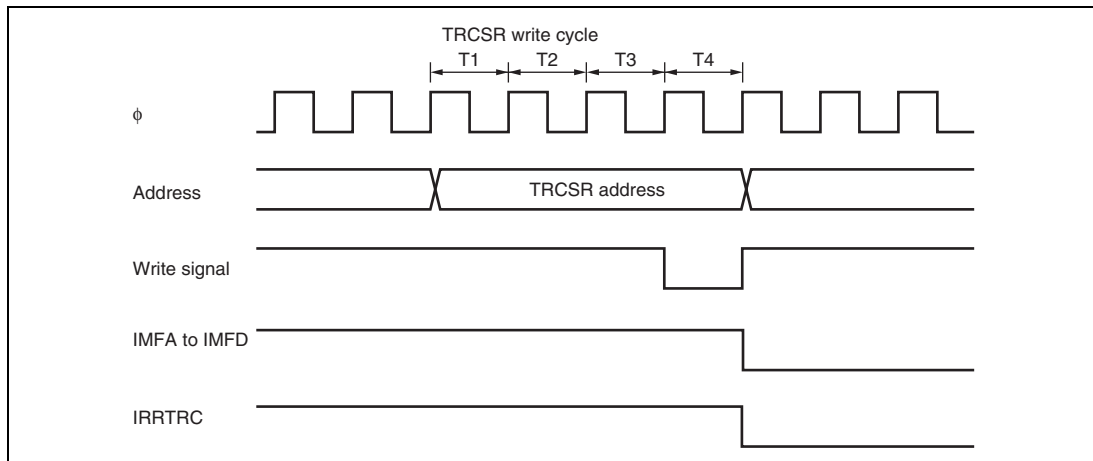 TRCSR write cycle
T1 T2 T3 T4
ϕ
Address
TRCSR address
Write signal
IMFA to IMFD
IRRTRC